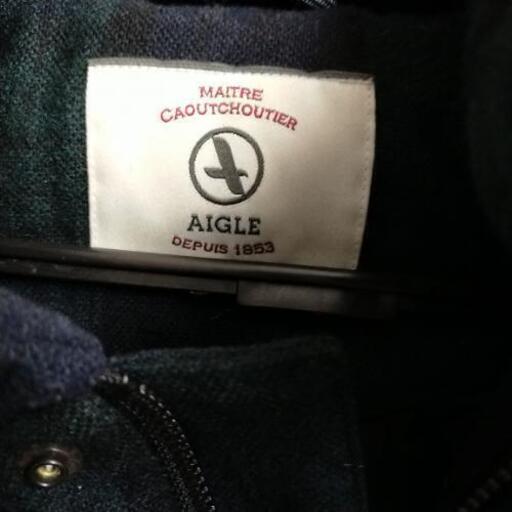 MAITRE
CAOUTCHOUTIER
AIGLE
DEPUIS 1853